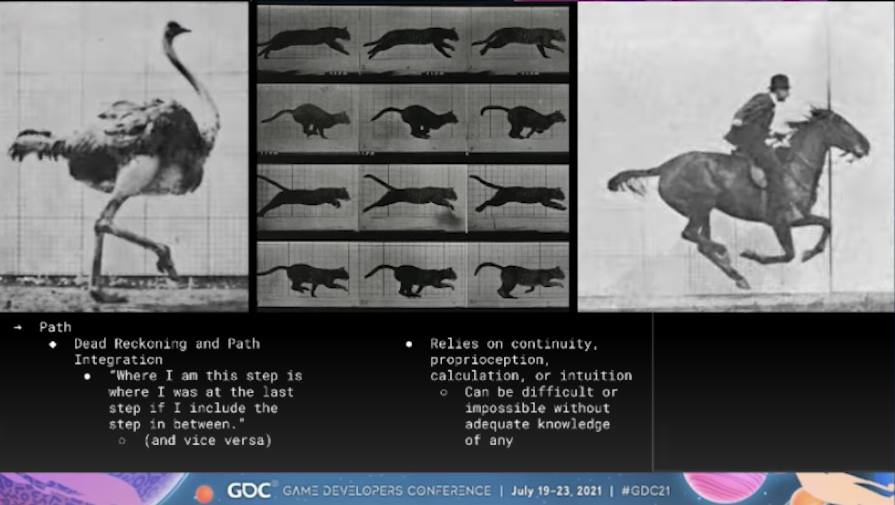 → Path
◆ Dead Reckoning and Path
Integration
● "Where I am this step is
where I was at the last
step if I include the
step in between."
○ (and vice versa)
● Relies on continuity,
proprioception,
calculation, or intuition
○ Can be difficult or
impossible without
adequate knowledge
of any
GDC GAME DEVELOPERS CONFERENCE | July 19-23, 2021 | #GDC21